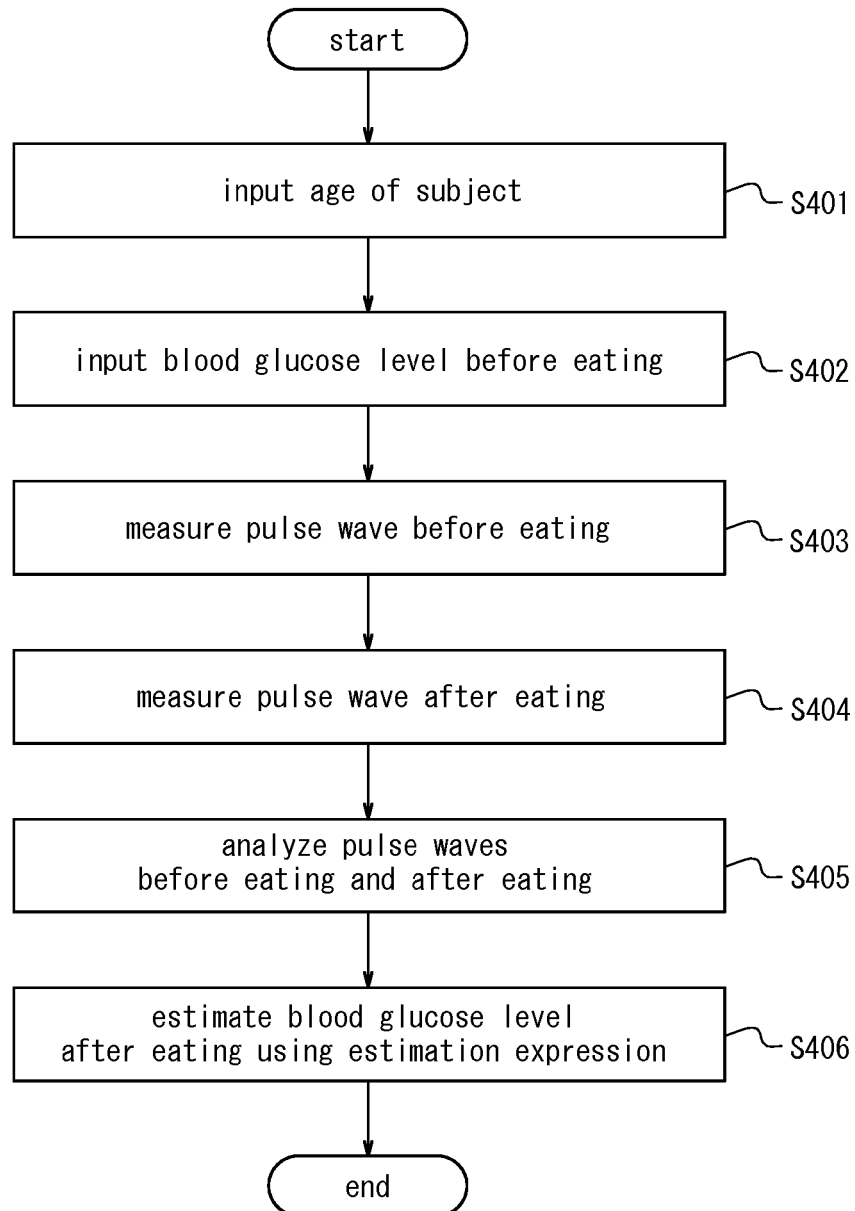 start
input age of subject
S401
input blood glucose level before eating
S402
measure pulse wave before eating
S403
measure pulse wave after eating
S404
analyze pulse waves
before eating and after eating
S405
estimate blood glucose level
after eating using estimation expression
S406
end